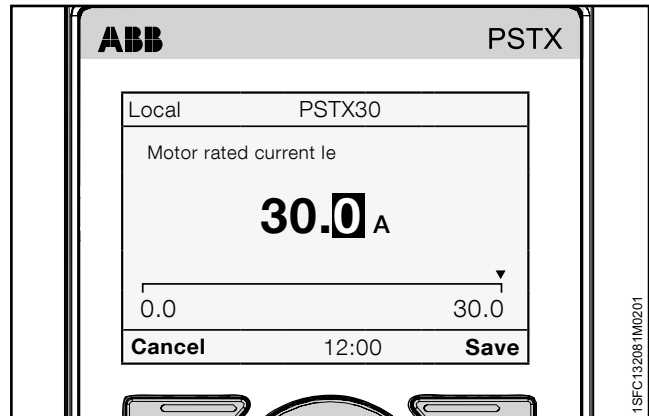 ABB PSTX
Local PSTX30
Motor rated current Ie
30.0 A
0.0 30.0
Cancel 12:00 Save
1SFC132081M0201